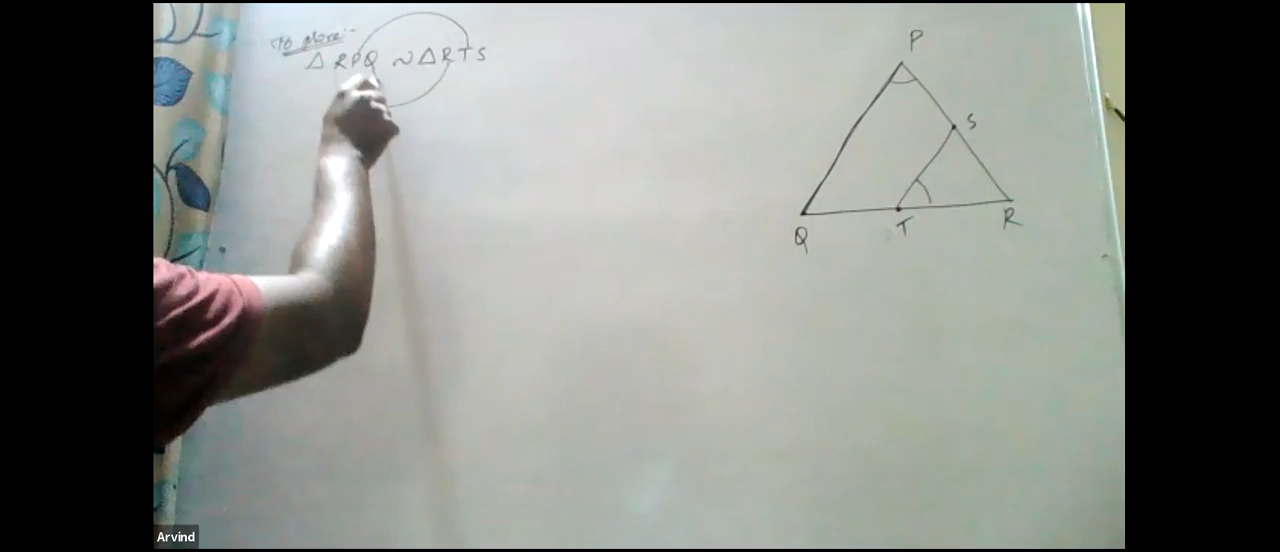 To prove:-
△ RPQ ~ △ RTS
P
S
Q
T
R
Arvind